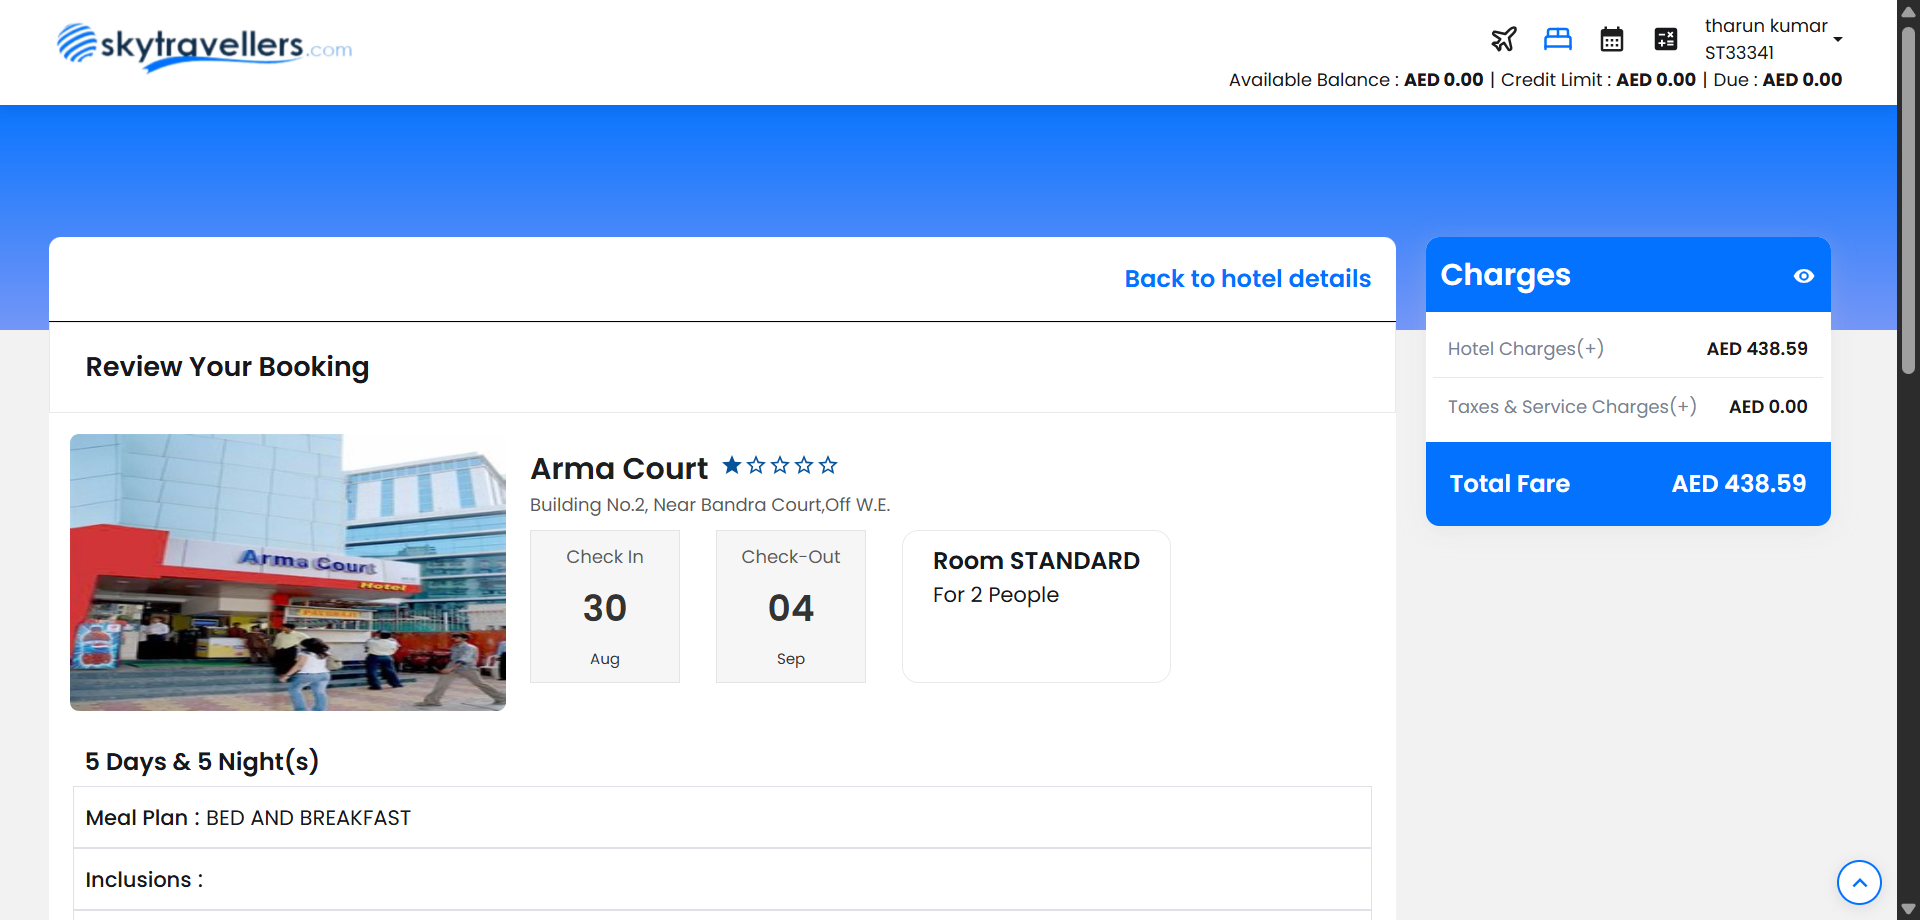 skytravellers.com
tharun kumar
ST33341
Available Balance : AED 0.00 | Credit Limit : AED 0.00 | Due : AED 0.00
Back to hotel details
Review Your Booking
Arma Court
Hotel
Arma Court
Building No.2, Near Bandra Court,Off W.E.
Check In
30
Aug
Check-Out
04
Sep
Room STANDARD
For 2 People
5 Days & 5 Night(s)
Meal Plan : BED AND BREAKFAST
Inclusions :
Charges
Hotel Charges(+) AED 438.59
Taxes & Service Charges(+) AED 0.00
Total Fare AED 438.59